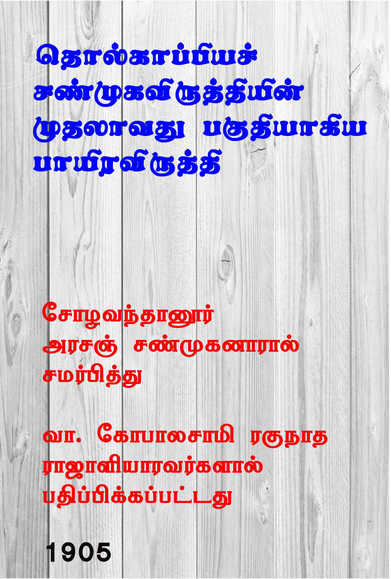 தொல்காப்பியச்
சண்முகவிருத்தியின்
முதலாவது பகுதியாகிய
பாயிரவிருத்தி
சோழவந்தானூர்
அரசஞ் சண்முகனாரால்
சமர்பித்து
வா. கோபாலசாமி ரகுநாத
ராஜாளியாரவர்களால்
பதிப்பிக்கப்பட்டது
1905